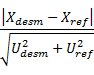 |X_desm − X_ref|
√(U²_desm + U²_ref)